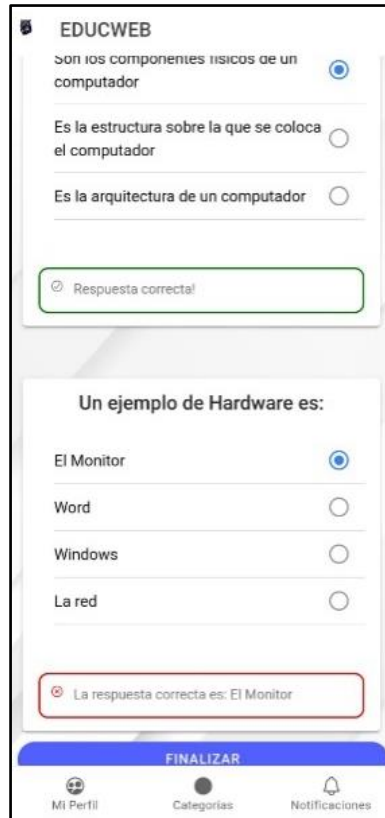 EDUCWEB
Son los componentes físicos de un
computador
Es la estructura sobre la que se coloca
el computador
Es la arquitectura de un computador
Respuesta correcta!
Un ejemplo de Hardware es:
El Monitor
Word
Windows
La red
La respuesta correcta es: El Monitor
FINALIZAR
Mi Perfil
Categorías
Notificaciones